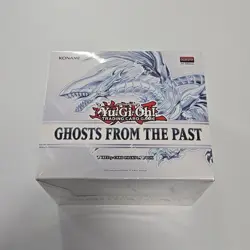 KONAMI
Yu-Gi-Oh!
TRADING CARD GAME
GHOSTS FROM THE PAST